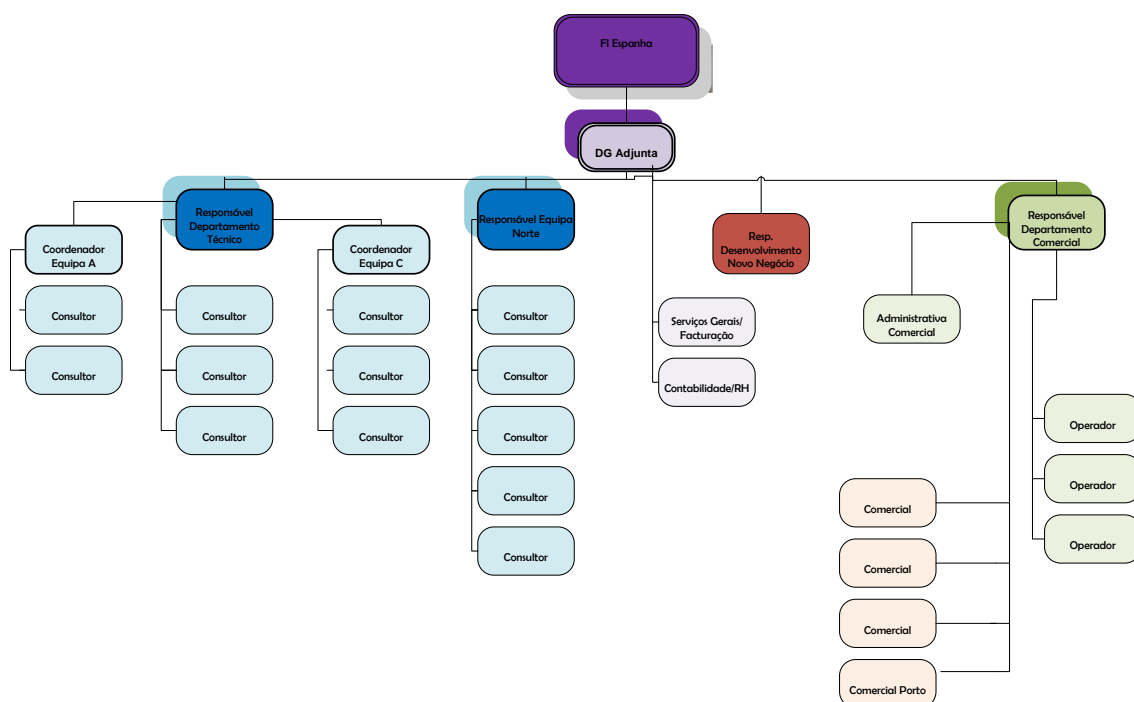 FI Espanha
DG Adjunta
Responsável
Departamento
Técnico
Responsável Equipa
Norte
Resp.
Desenvolvimento
Novo Negócio
Responsável
Departamento
Comercial
Coordenador
Equipa A
Coordenador
Equipa C
Consultor
Consultor
Consultor
Consultor
Serviços Gerais/
Facturação
Administrativa
Comercial
Consultor
Consultor
Consultor
Consultor
Contabilidade/RH
Consultor
Consultor
Consultor
Operador
Consultor
Operador
Comercial
Consultor
Operador
Comercial
Comercial
Comercial Porto